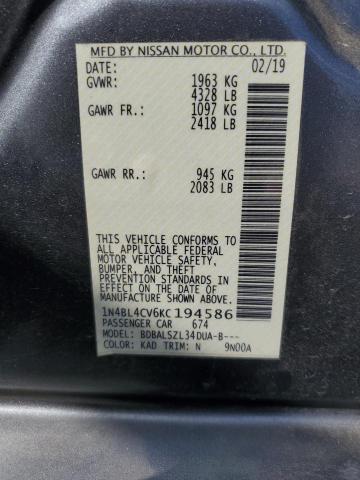 MFD BY NISSAN MOTOR CO., LTD.
DATE: 02/19
GVWR: 1963 KG
4328 LB
GAWR FR.: 1097 KG
2418 LB
GAWR RR.: 945 KG
2083 LB
THIS VEHICLE CONFORMS TO
ALL APPLICABLE FEDERAL
MOTOR VEHICLE SAFETY,
BUMPER, AND THEFT
PREVENTION STANDARDS IN
EFFECT ON THE DATE OF
MANUFACTURE SHOWN ABOVE.
1N4BL4CV6KC194586
PASSENGER CAR 674
MODEL: BDBALSZL34DUA-B---
COLOR: KAD TRIM: N 9N00A